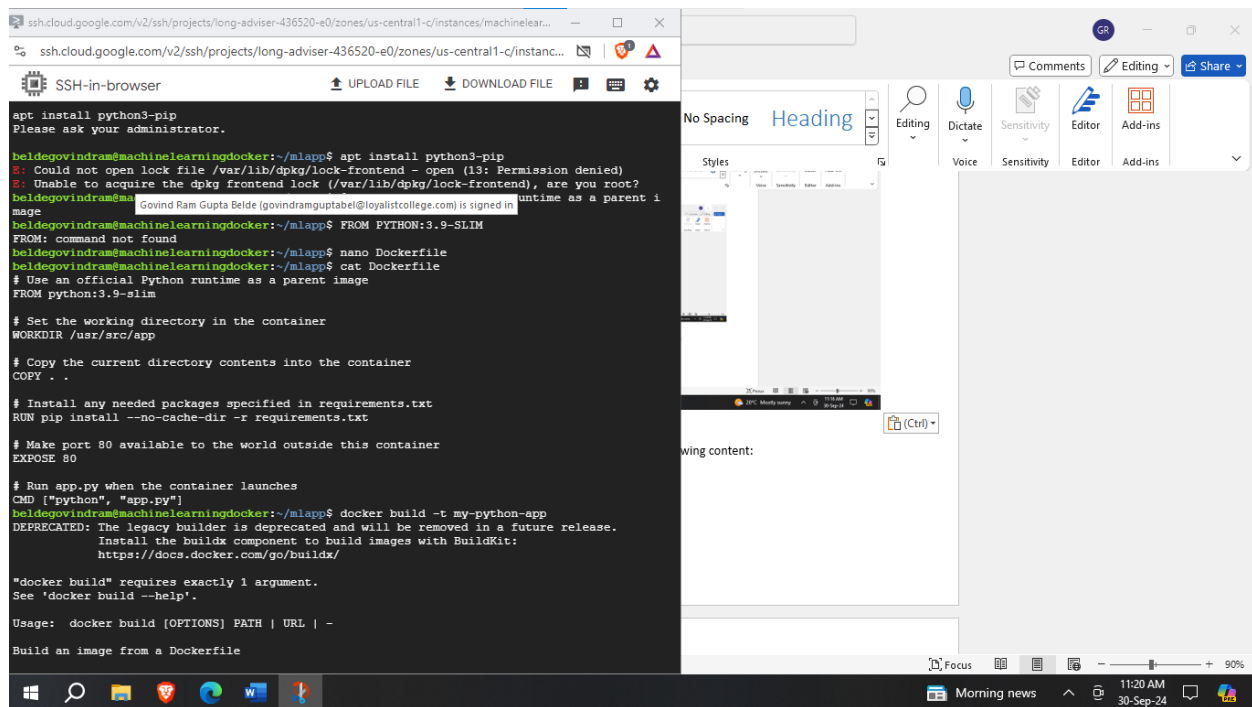 ssh.cloud.google.com/v2/ssh/projects/long-adviser-436520-e0/zones/us-central1-c/instances/machinelear...
ssh.cloud.google.com/v2/ssh/projects/long-adviser-436520-e0/zones/us-central1-c/instanc...
SSH-in-browser
UPLOAD FILE
DOWNLOAD FILE
apt install python3-pip
Please ask your administrator.
beldegovindram@machinelearningdocker:~/mlapp$ apt install python3-pip
E: Could not open lock file /var/lib/dpkg/lock-frontend - open (13: Permission denied)
E: Unable to acquire the dpkg frontend lock (/var/lib/dpkg/lock-frontend), are you root?
beldegovindram@ma
Govind Ram Gupta Belde (govindramguptabel@loyalistcollege.com) is signed in
untime as a parent i
mage
beldegovindram@machinelearningdocker:~/mlapp$ FROM PYTHON:3.9-SLIM
FROM: command not found
beldegovindram@machinelearningdocker:~/mlapp$ nano Dockerfile
beldegovindram@machinelearningdocker:~/mlapp$ cat Dockerfile
# Use an official Python runtime as a parent image
FROM python:3.9-slim
# Set the working directory in the container
WORKDIR /usr/src/app
# Copy the current directory contents into the container
COPY . .
# Install any needed packages specified in requirements.txt
RUN pip install --no-cache-dir -r requirements.txt
# Make port 80 available to the world outside this container
EXPOSE 80
# Run app.py when the container launches
CMD ["python", "app.py"]
beldegovindram@machinelearningdocker:~/mlapp$ docker build -t my-python-app
DEPRECATED: The legacy builder is deprecated and will be removed in a future release.
Install the buildx component to build images with BuildKit:
https://docs.docker.com/go/buildx/
"docker build" requires exactly 1 argument.
See 'docker build --help'.
Usage:  docker build [OPTIONS] PATH | URL | -
Build an image from a Dockerfile
GR
Comments
Editing
Share
No Spacing
Heading
Editing
Dictate
Sensitivity
Editor
Add-ins
Styles
Voice
Sensitivity
Editor
Add-ins
26°C Mostly sunny
11:16 AM
30-Sep-24
(Ctrl)
wing content:
Focus
90%
Morning news
11:20 AM
30-Sep-24